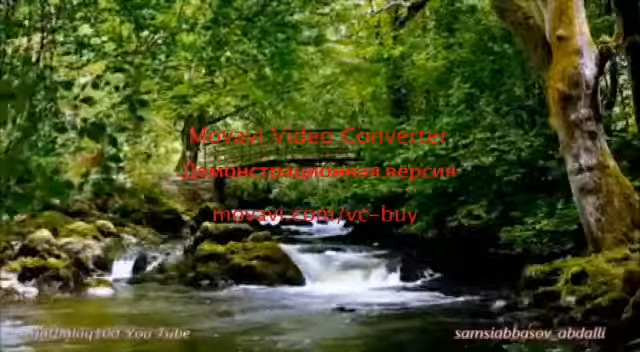 Movavi Video Converter
Демонстрационная версия
movavi.com/vc-buy
You Tube
samsiabbasov_abdalli